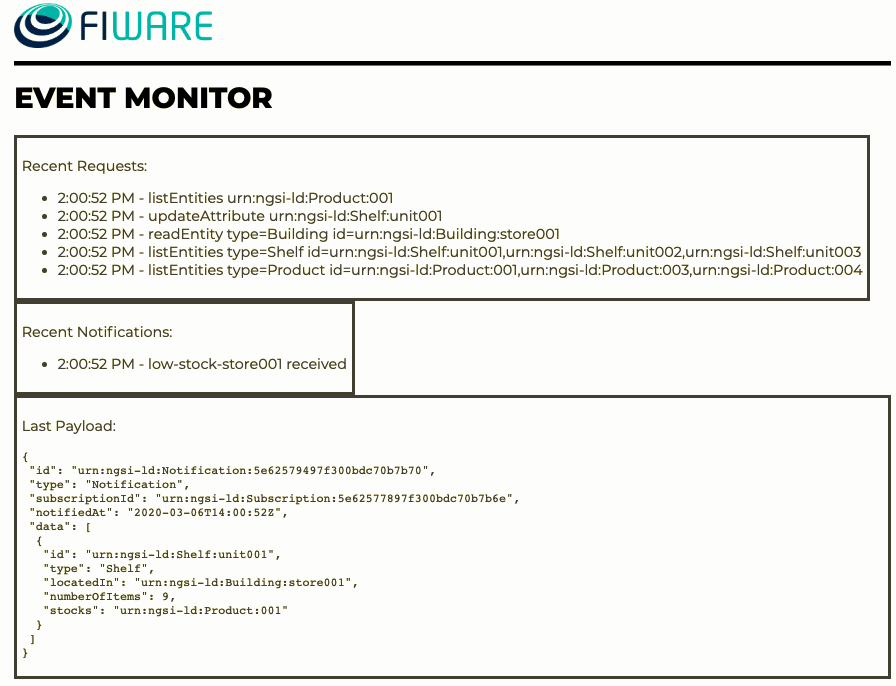 FIWARE
EVENT MONITOR
Recent Requests:
• 2:00:52 PM - listEntities urn:ngsi-ld:Product:001
• 2:00:52 PM - updateAttribute urn:ngsi-ld:Shelf:unit001
• 2:00:52 PM - readEntity type=Building id=urn:ngsi-ld:Building:store001
• 2:00:52 PM - listEntities type=Shelf id=urn:ngsi-ld:Shelf:unit001,urn:ngsi-ld:Shelf:unit002,urn:ngsi-ld:Shelf:unit003
• 2:00:52 PM - listEntities type=Product id=urn:ngsi-ld:Product:001,urn:ngsi-ld:Product:003,urn:ngsi-ld:Product:004
Recent Notifications:
• 2:00:52 PM - low-stock-store001 received
Last Payload:
{
 "id": "urn:ngsi-ld:Notification:5e62579497f300bdc70b7b70",
 "type": "Notification",
 "subscriptionId": "urn:ngsi-ld:Subscription:5e62577897f300bdc70b7b6e",
 "notifiedAt": "2020-03-06T14:00:52Z",
 "data": [
  {
   "id": "urn:ngsi-ld:Shelf:unit001",
   "type": "Shelf",
   "locatedIn": "urn:ngsi-ld:Building:store001",
   "numberOfItems": 9,
   "stocks": "urn:ngsi-ld:Product:001"
  }
 ]
}